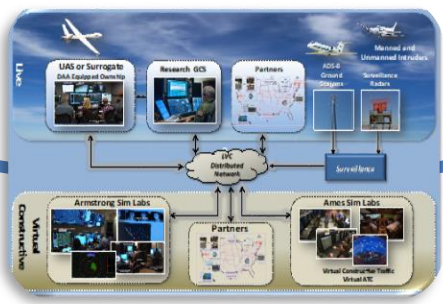 Manned and
Unmanned Intruders
UAS or Surrogate
DAA Equipped Ownship
Research GCS
Partners
ADS-B
Ground
Stations
Surveillance
Radars
Live
LVC
Distributed
Network
Surveillance
Virtual
Constructive
Armstrong Sim Labs
Partners
Ames Sim Labs
Virtual Constructive Traffic
Virtual ATC